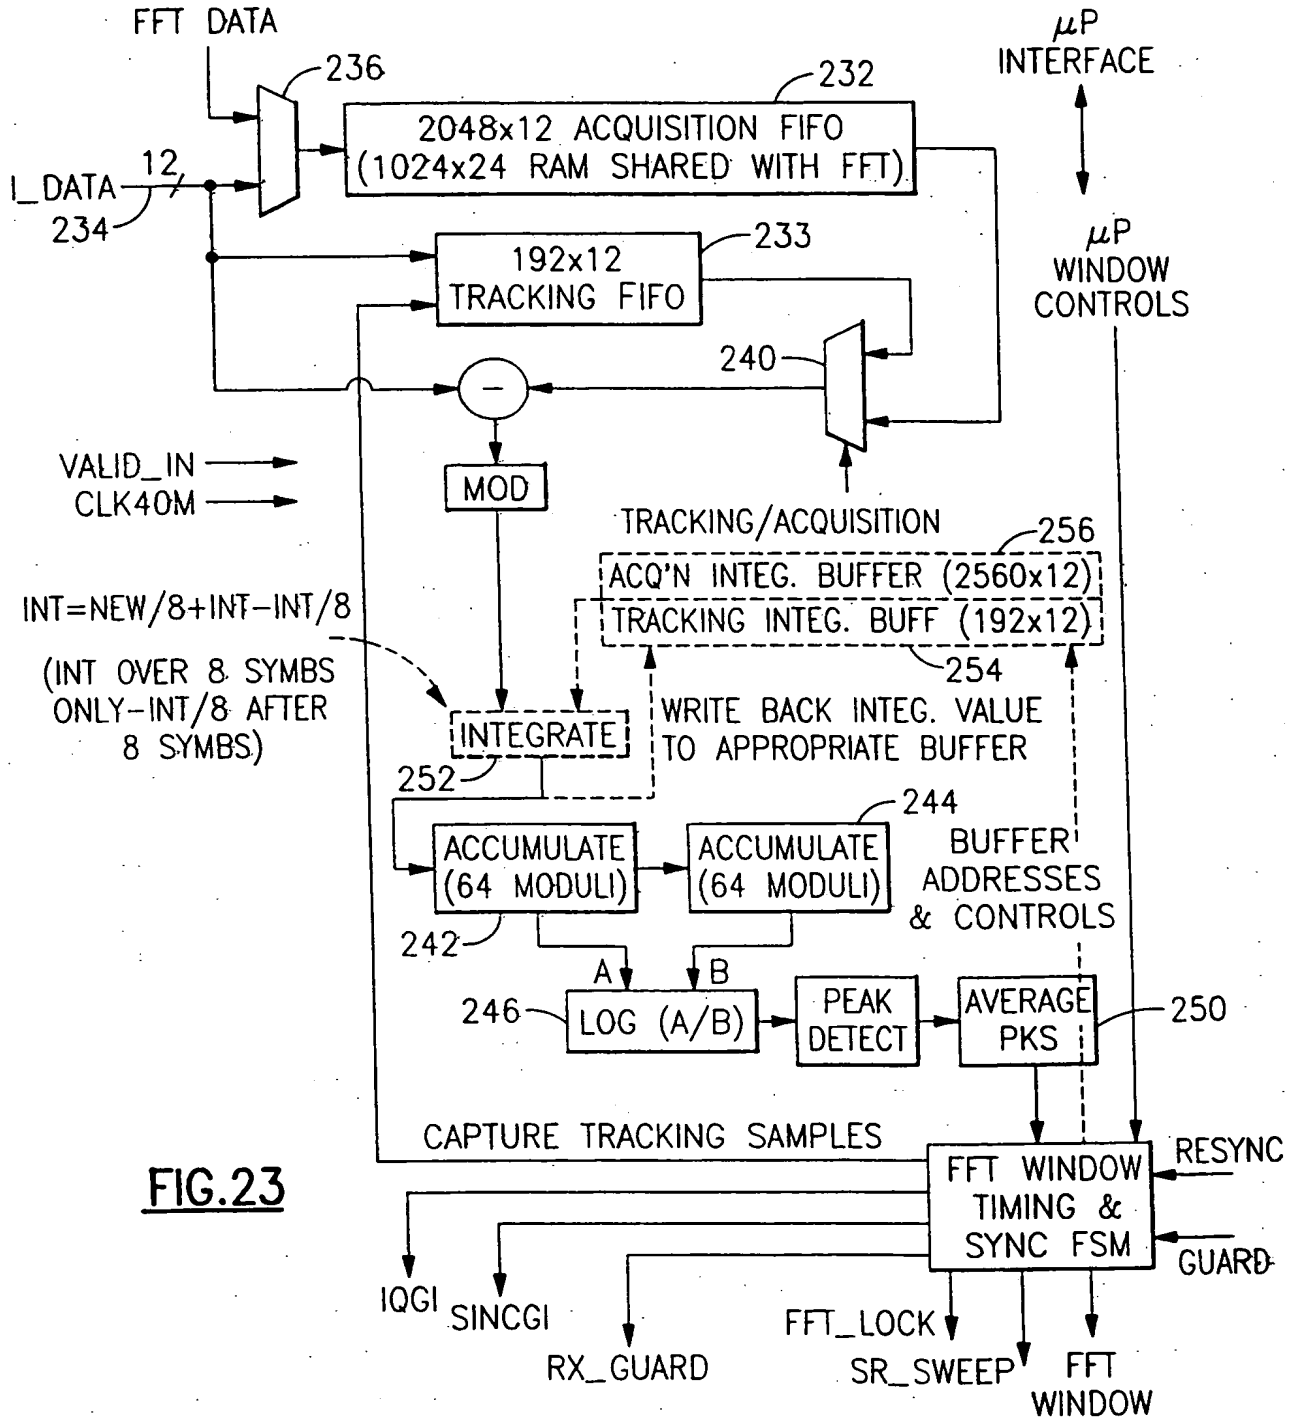 FFT DATA
236
232
μP
INTERFACE
2048x12 ACQUISITION FIFO
(1024x24 RAM SHARED WITH FFT)
12
I_DATA
234
233
192x12
TRACKING FIFO
μP
WINDOW
CONTROLS
240
−
VALID_IN
CLK40M
MOD
TRACKING/ACQUISITION
256
ACQ'N INTEG. BUFFER (2560x12)
TRACKING INTEG. BUFF (192x12)
254
INT=NEW/8+INT-INT/8
(INT OVER 8 SYMBS
ONLY-INT/8 AFTER
8 SYMBS)
INTEGRATE
252
WRITE BACK INTEG. VALUE
TO APPROPRIATE BUFFER
244
ACCUMULATE
(64 MODULI)
242
ACCUMULATE
(64 MODULI)
BUFFER
ADDRESSES
& CONTROLS
A
B
246
LOG (A/B)
PEAK
DETECT
AVERAGE
PKS
250
CAPTURE TRACKING SAMPLES
FFT WINDOW
TIMING &
SYNC FSM
RESYNC
GUARD
FIG.23
IQGI
SINCGI
RX_GUARD
FFT_LOCK
SR_SWEEP
FFT
WINDOW